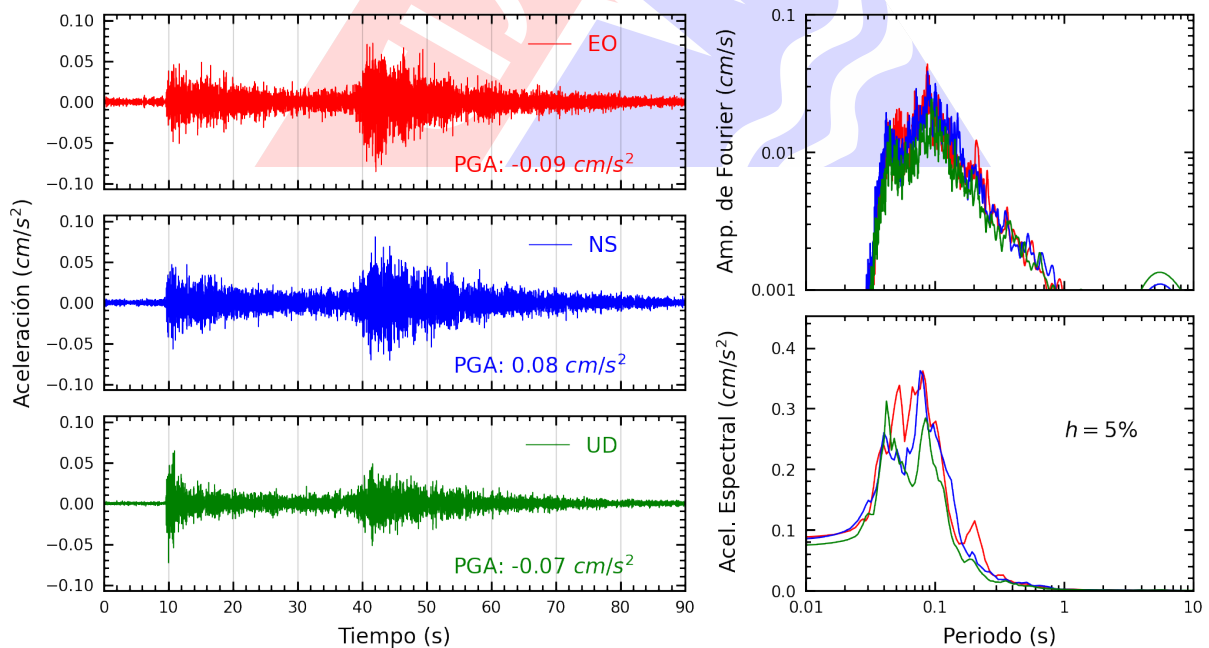 Aceleración (cm/s²)
0.10
0.05
0.00
−0.05
−0.10
EO
PGA: -0.09 cm/s²
0.10
0.05
0.00
−0.05
−0.10
NS
PGA: 0.08 cm/s²
0.10
0.05
0.00
−0.05
−0.10
UD
PGA: -0.07 cm/s²
0 10 20 30 40 50 60 70 80 90
Tiempo (s)
Amp. de Fourier (cm/s)
0.1
0.01
0.001
Acel. Espectral (cm/s²)
0.4
0.3
0.2
0.1
0.0
h = 5%
0.01 0.1 1 10
Periodo (s)